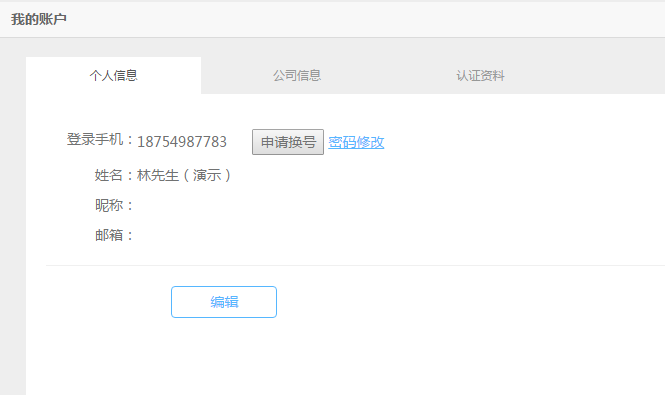 我的账户
个人信息 公司信息 认证资料
登录手机：18754987783 申请换号 密码修改
姓名：林先生（演示）
昵称：
邮箱：
编辑